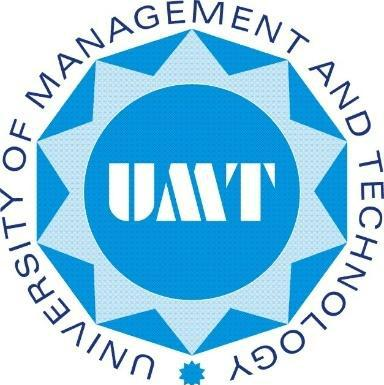 UNIVERSITY OF MANAGEMENT AND TECHNOLOGY
UMT